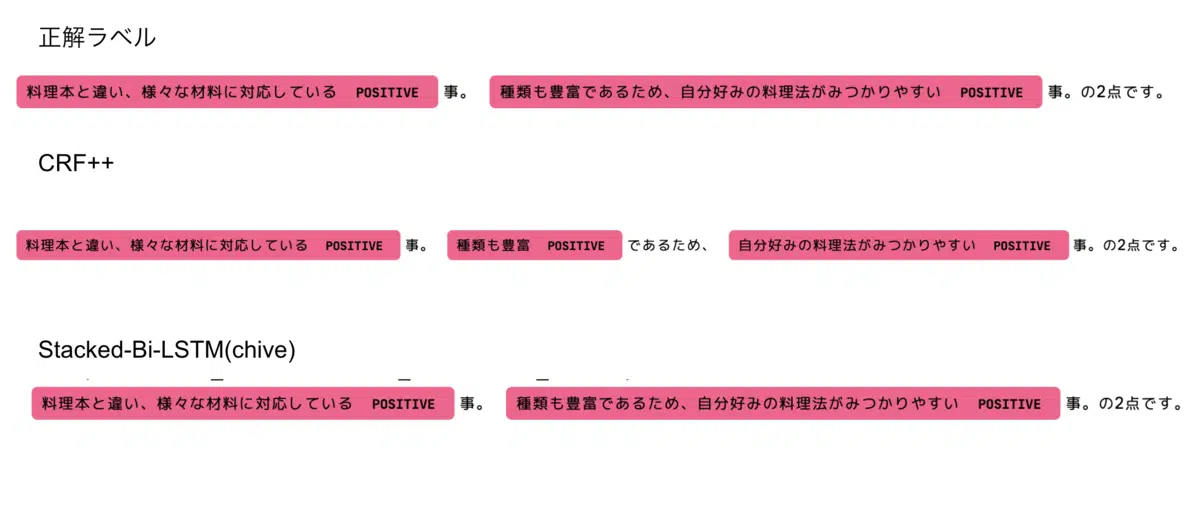 正解ラベル
料理本と違い、様々な材料に対応している POSITIVE 事。 種類も豊富であるため、自分好みの料理法がみつかりやすい POSITIVE 事。の2点です。
CRF++
料理本と違い、様々な材料に対応している POSITIVE 事。 種類も豊富 POSITIVE であるため、 自分好みの料理法がみつかりやすい POSITIVE 事。の2点です。
Stacked-Bi-LSTM(chive)
料理本と違い、様々な材料に対応している POSITIVE 事。 種類も豊富であるため、自分好みの料理法がみつかりやすい POSITIVE 事。の2点です。